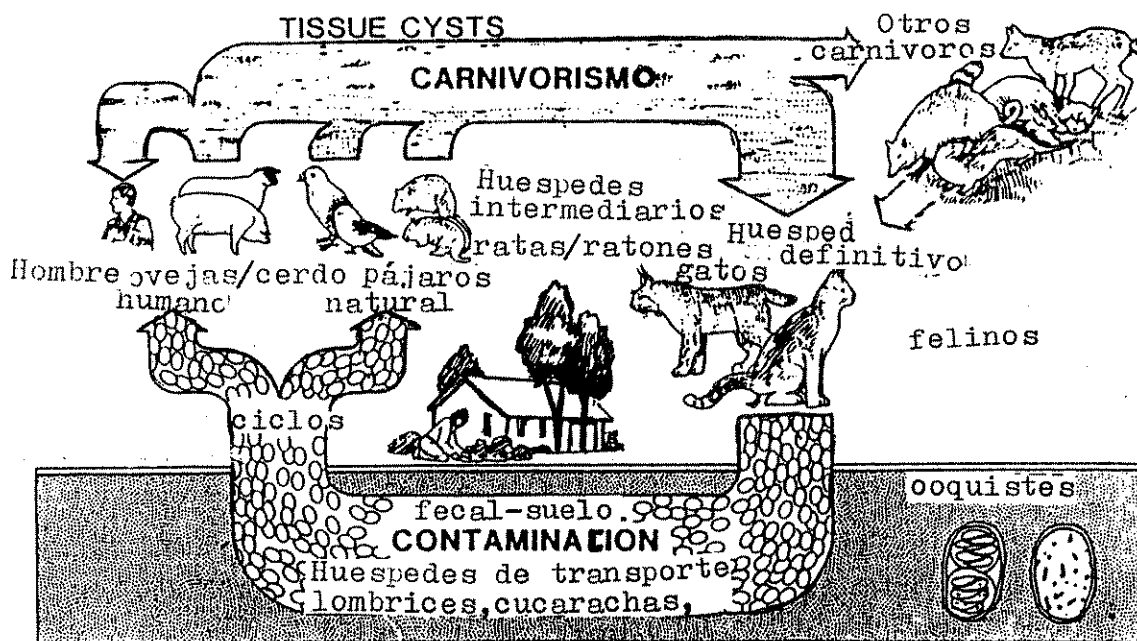 TISSUE CYSTS
CARNIVORISMO
Otros
carnivoros
Huespedes
intermediarios
ratas/ratones
Huesped
definitivo
gatos
felinos
Hombre ovejas/cerdo pájaros
humano natural
ciclos
fecal-suelo.
CONTAMINACION
Huespedes de transporte
lombrices,cucarachas,
ooquistes